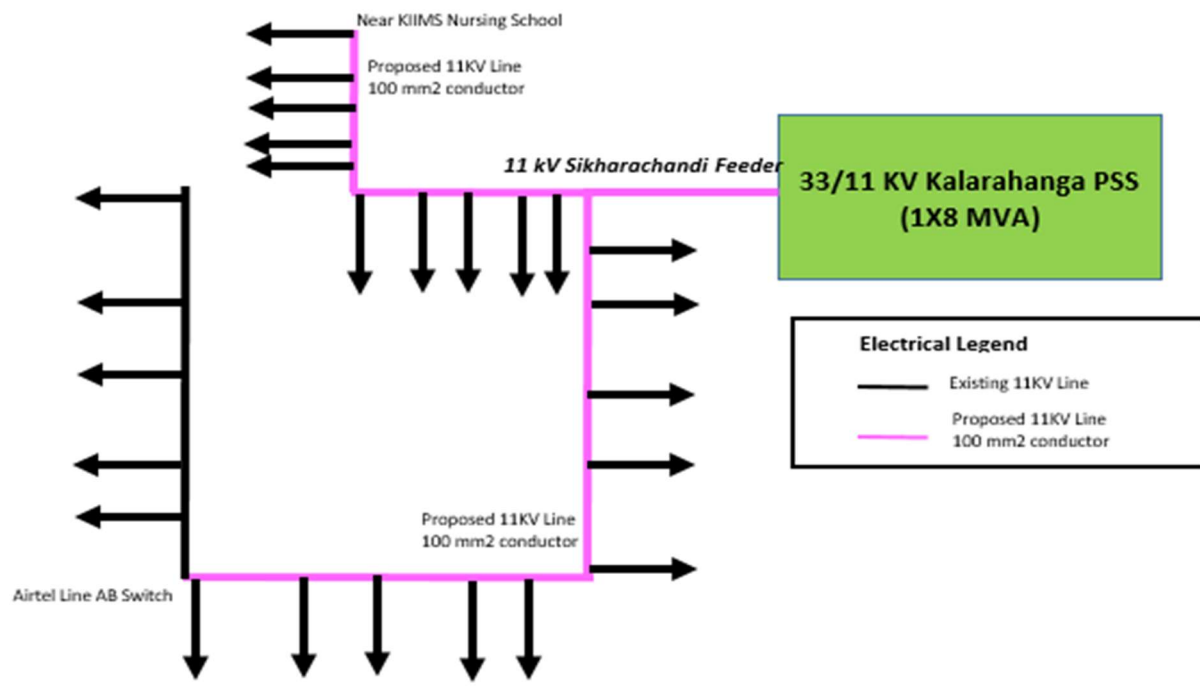 Near KIIMS Nursing School
Proposed 11KV Line
100 mm2 conductor
11 kV Sikharachandi Feeder
33/11 KV Kalarahanga PSS
(1X8 MVA)
Electrical Legend
Existing 11KV Line
Proposed 11KV Line
100 mm2 conductor
Proposed 11KV Line
100 mm2 conductor
Airtel Line AB Switch